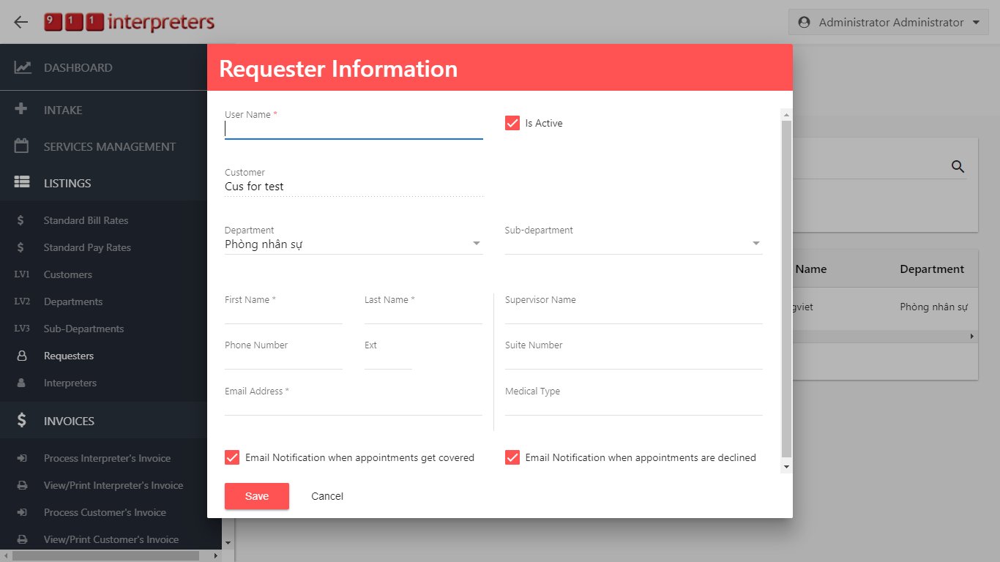 911 interpreters
Administrator Administrator
DASHBOARD
INTAKE
SERVICES MANAGEMENT
LISTINGS
Standard Bill Rates
Standard Pay Rates
LV1 Customers
LV2 Departments
LV3 Sub-Departments
Requesters
Interpreters
INVOICES
Process Interpreter's Invoice
View/Print Interpreter's Invoice
Process Customer's Invoice
View/Print Customer's Invoice
Requester Information
User Name *
Is Active
Customer
Cus for test
Department
Phòng nhân sự
Sub-department
First Name *
Last Name *
Supervisor Name
Phone Number
Ext
Suite Number
Email Address *
Medical Type
Email Notification when appointments get covered
Email Notification when appointments are declined
Save
Cancel
Name
Department
gviet
Phòng nhân sự